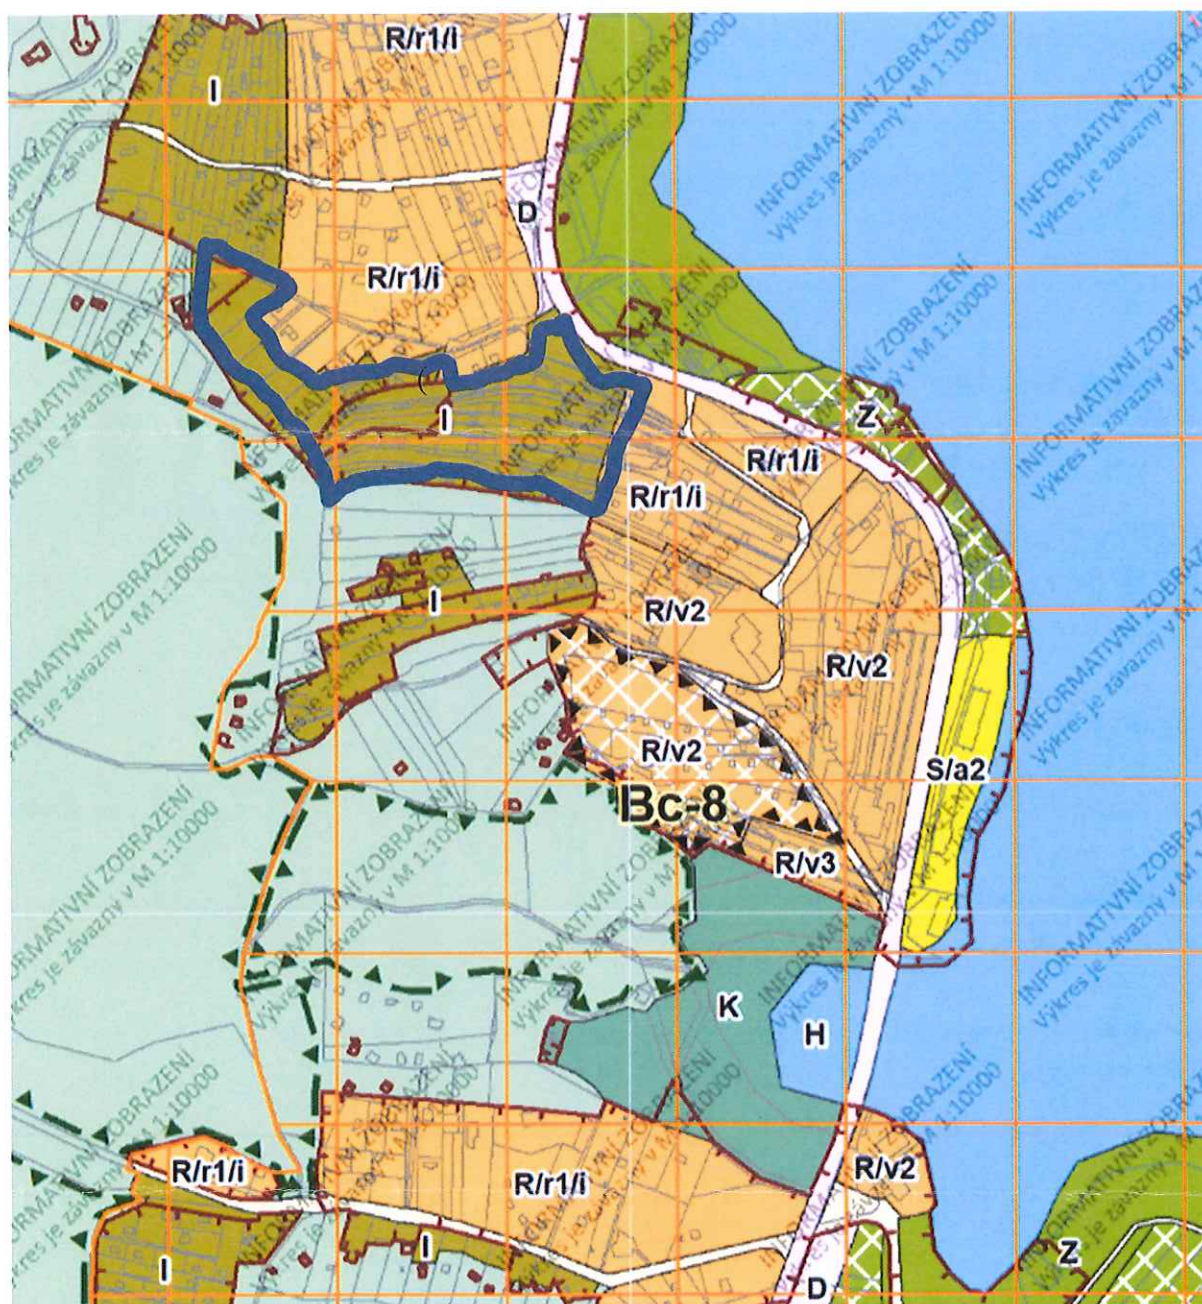 R/r1/i
I
D
R/r1/i
Z
I
R/r1/i
R/r1/i
I
R/v2
R/v2
R/v2
S/a2
Bc-8
R/v3
K
H
R/r1/i
R/r1/i
R/v2
I
Z
I
D
INFORMATIVNÍ ZOBRAZENÍ
Výkres je závazný v M 1:10000